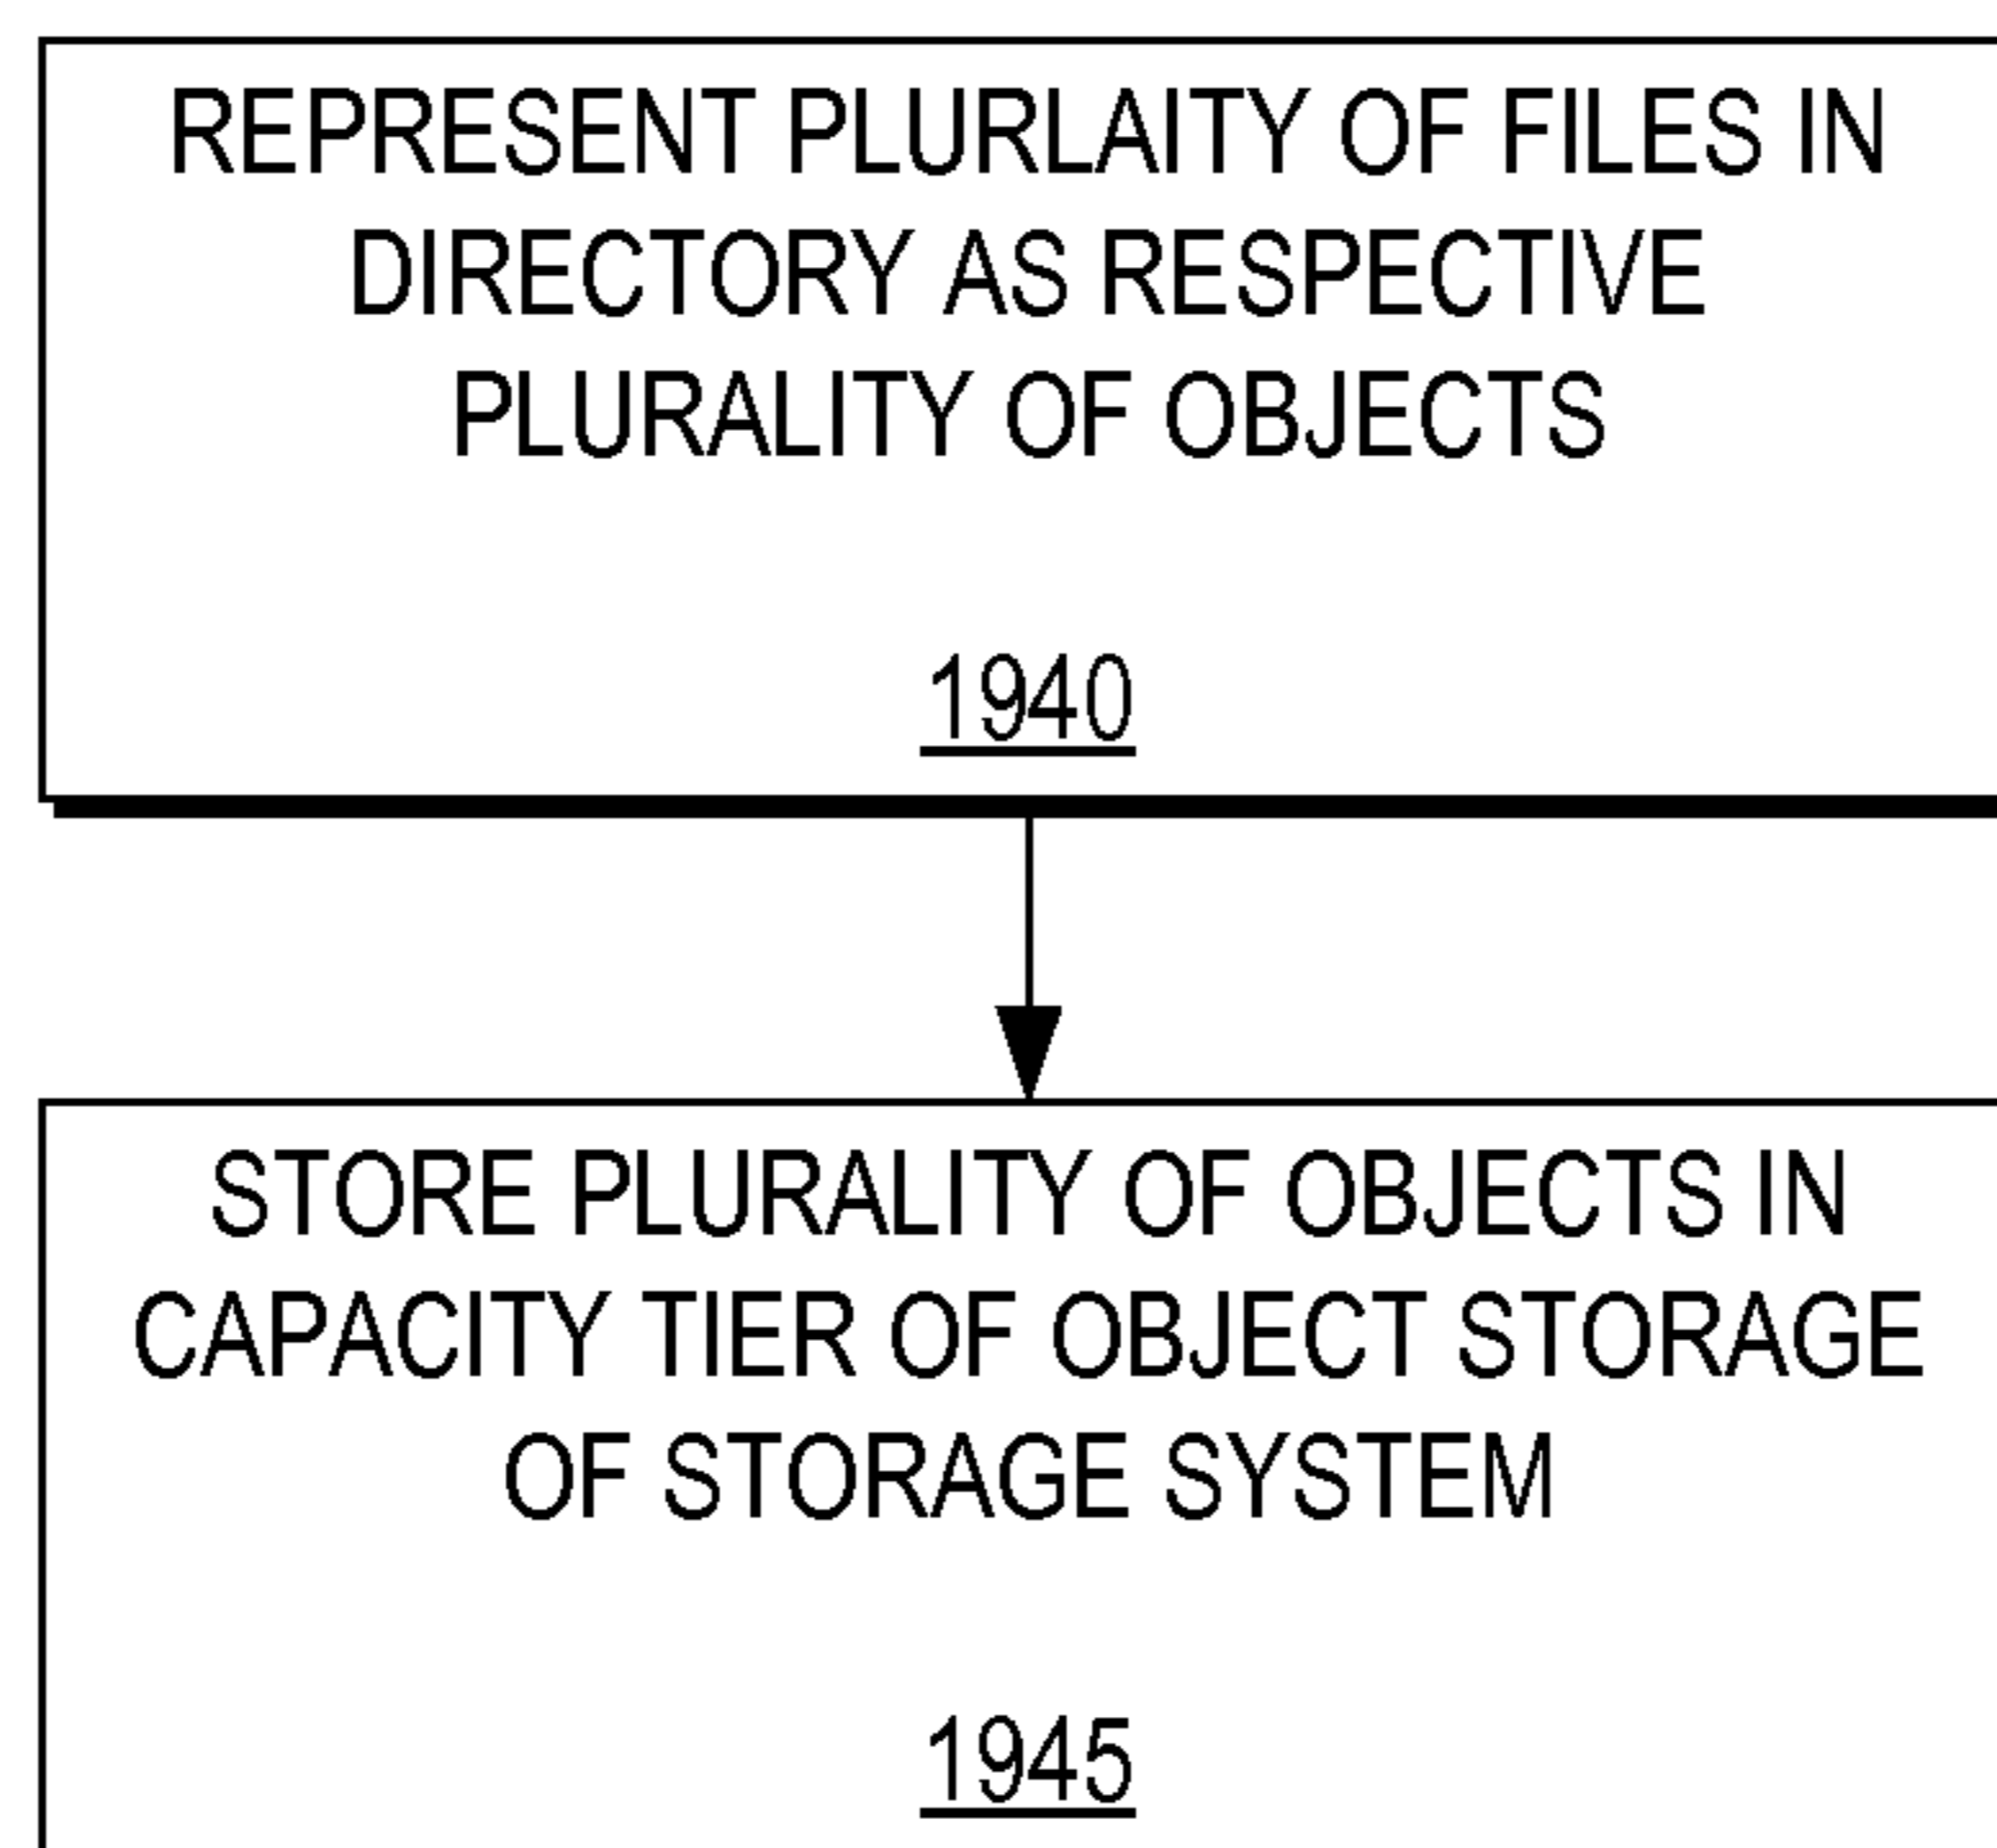 REPRESENT PLURLAITY OF FILES IN
DIRECTORY AS RESPECTIVE
PLURALITY OF OBJECTS
1940
STORE PLURALITY OF OBJECTS IN
CAPACITY TIER OF OBJECT STORAGE
OF STORAGE SYSTEM
1945